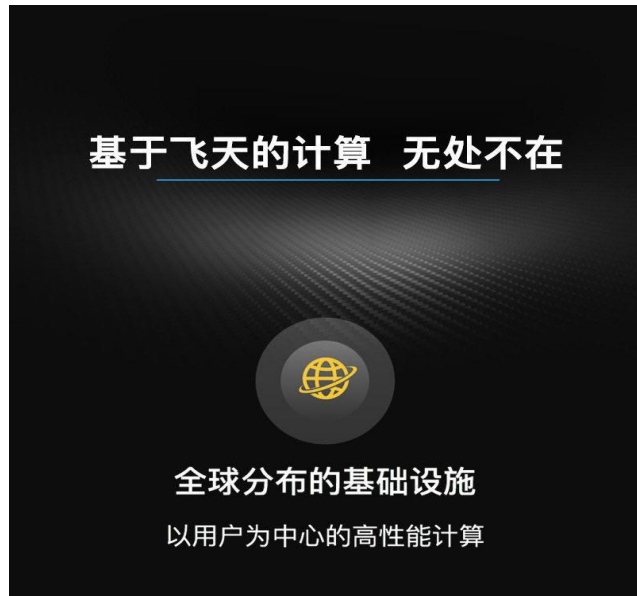 基于飞天的计算 无处不在
全球分布的基础设施
以用户为中心的高性能计算